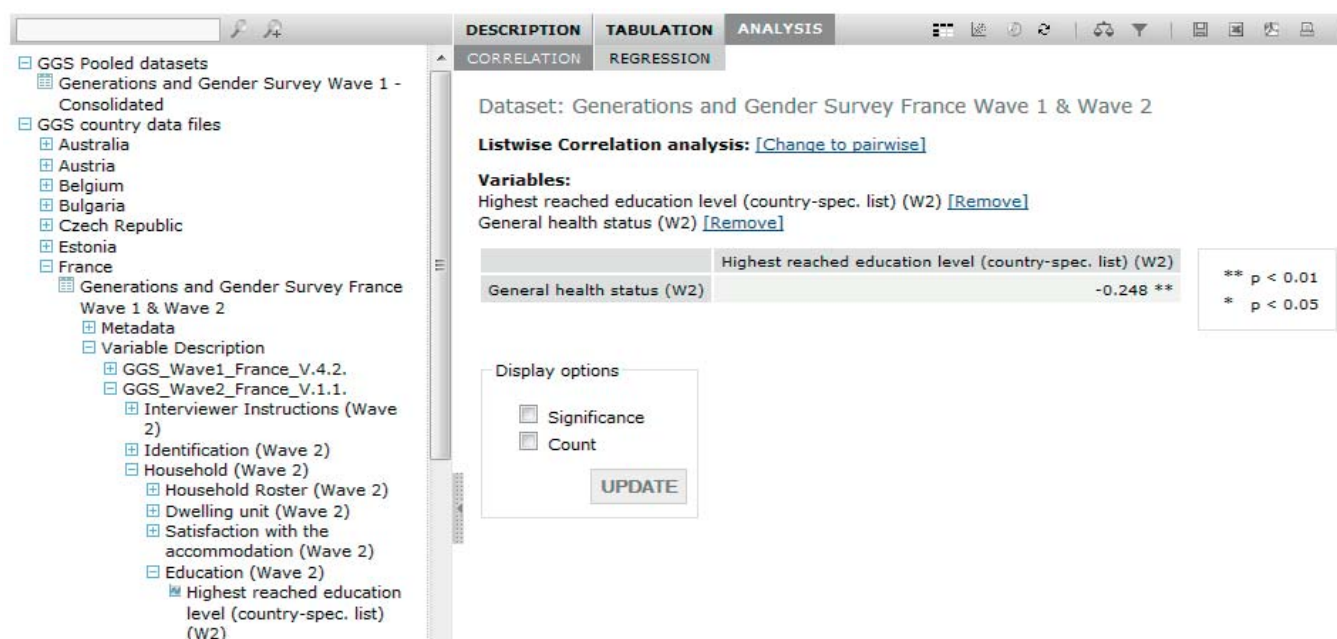 GGS Pooled datasets
Generations and Gender Survey Wave 1 -
Consolidated
GGS country data files
Australia
Austria
Belgium
Bulgaria
Czech Republic
Estonia
France
Generations and Gender Survey France
Wave 1 & Wave 2
Metadata
Variable Description
GGS_Wave1_France_V.4.2.
GGS_Wave2_France_V.1.1.
Interviewer Instructions (Wave
2)
Identification (Wave 2)
Household (Wave 2)
Household Roster (Wave 2)
Dwelling unit (Wave 2)
Satisfaction with the
accommodation (Wave 2)
Education (Wave 2)
Highest reached education
level (country-spec. list)
(W2)
DESCRIPTION TABULATION ANALYSIS
CORRELATION REGRESSION
Dataset: Generations and Gender Survey France Wave 1 & Wave 2
Listwise Correlation analysis: [Change to pairwise]
Variables:
Highest reached education level (country-spec. list) (W2) [Remove]
General health status (W2) [Remove]
Highest reached education level (country-spec. list) (W2)
General health status (W2) -0.248 **
** p < 0.01
* p < 0.05
Display options
Significance
Count
UPDATE